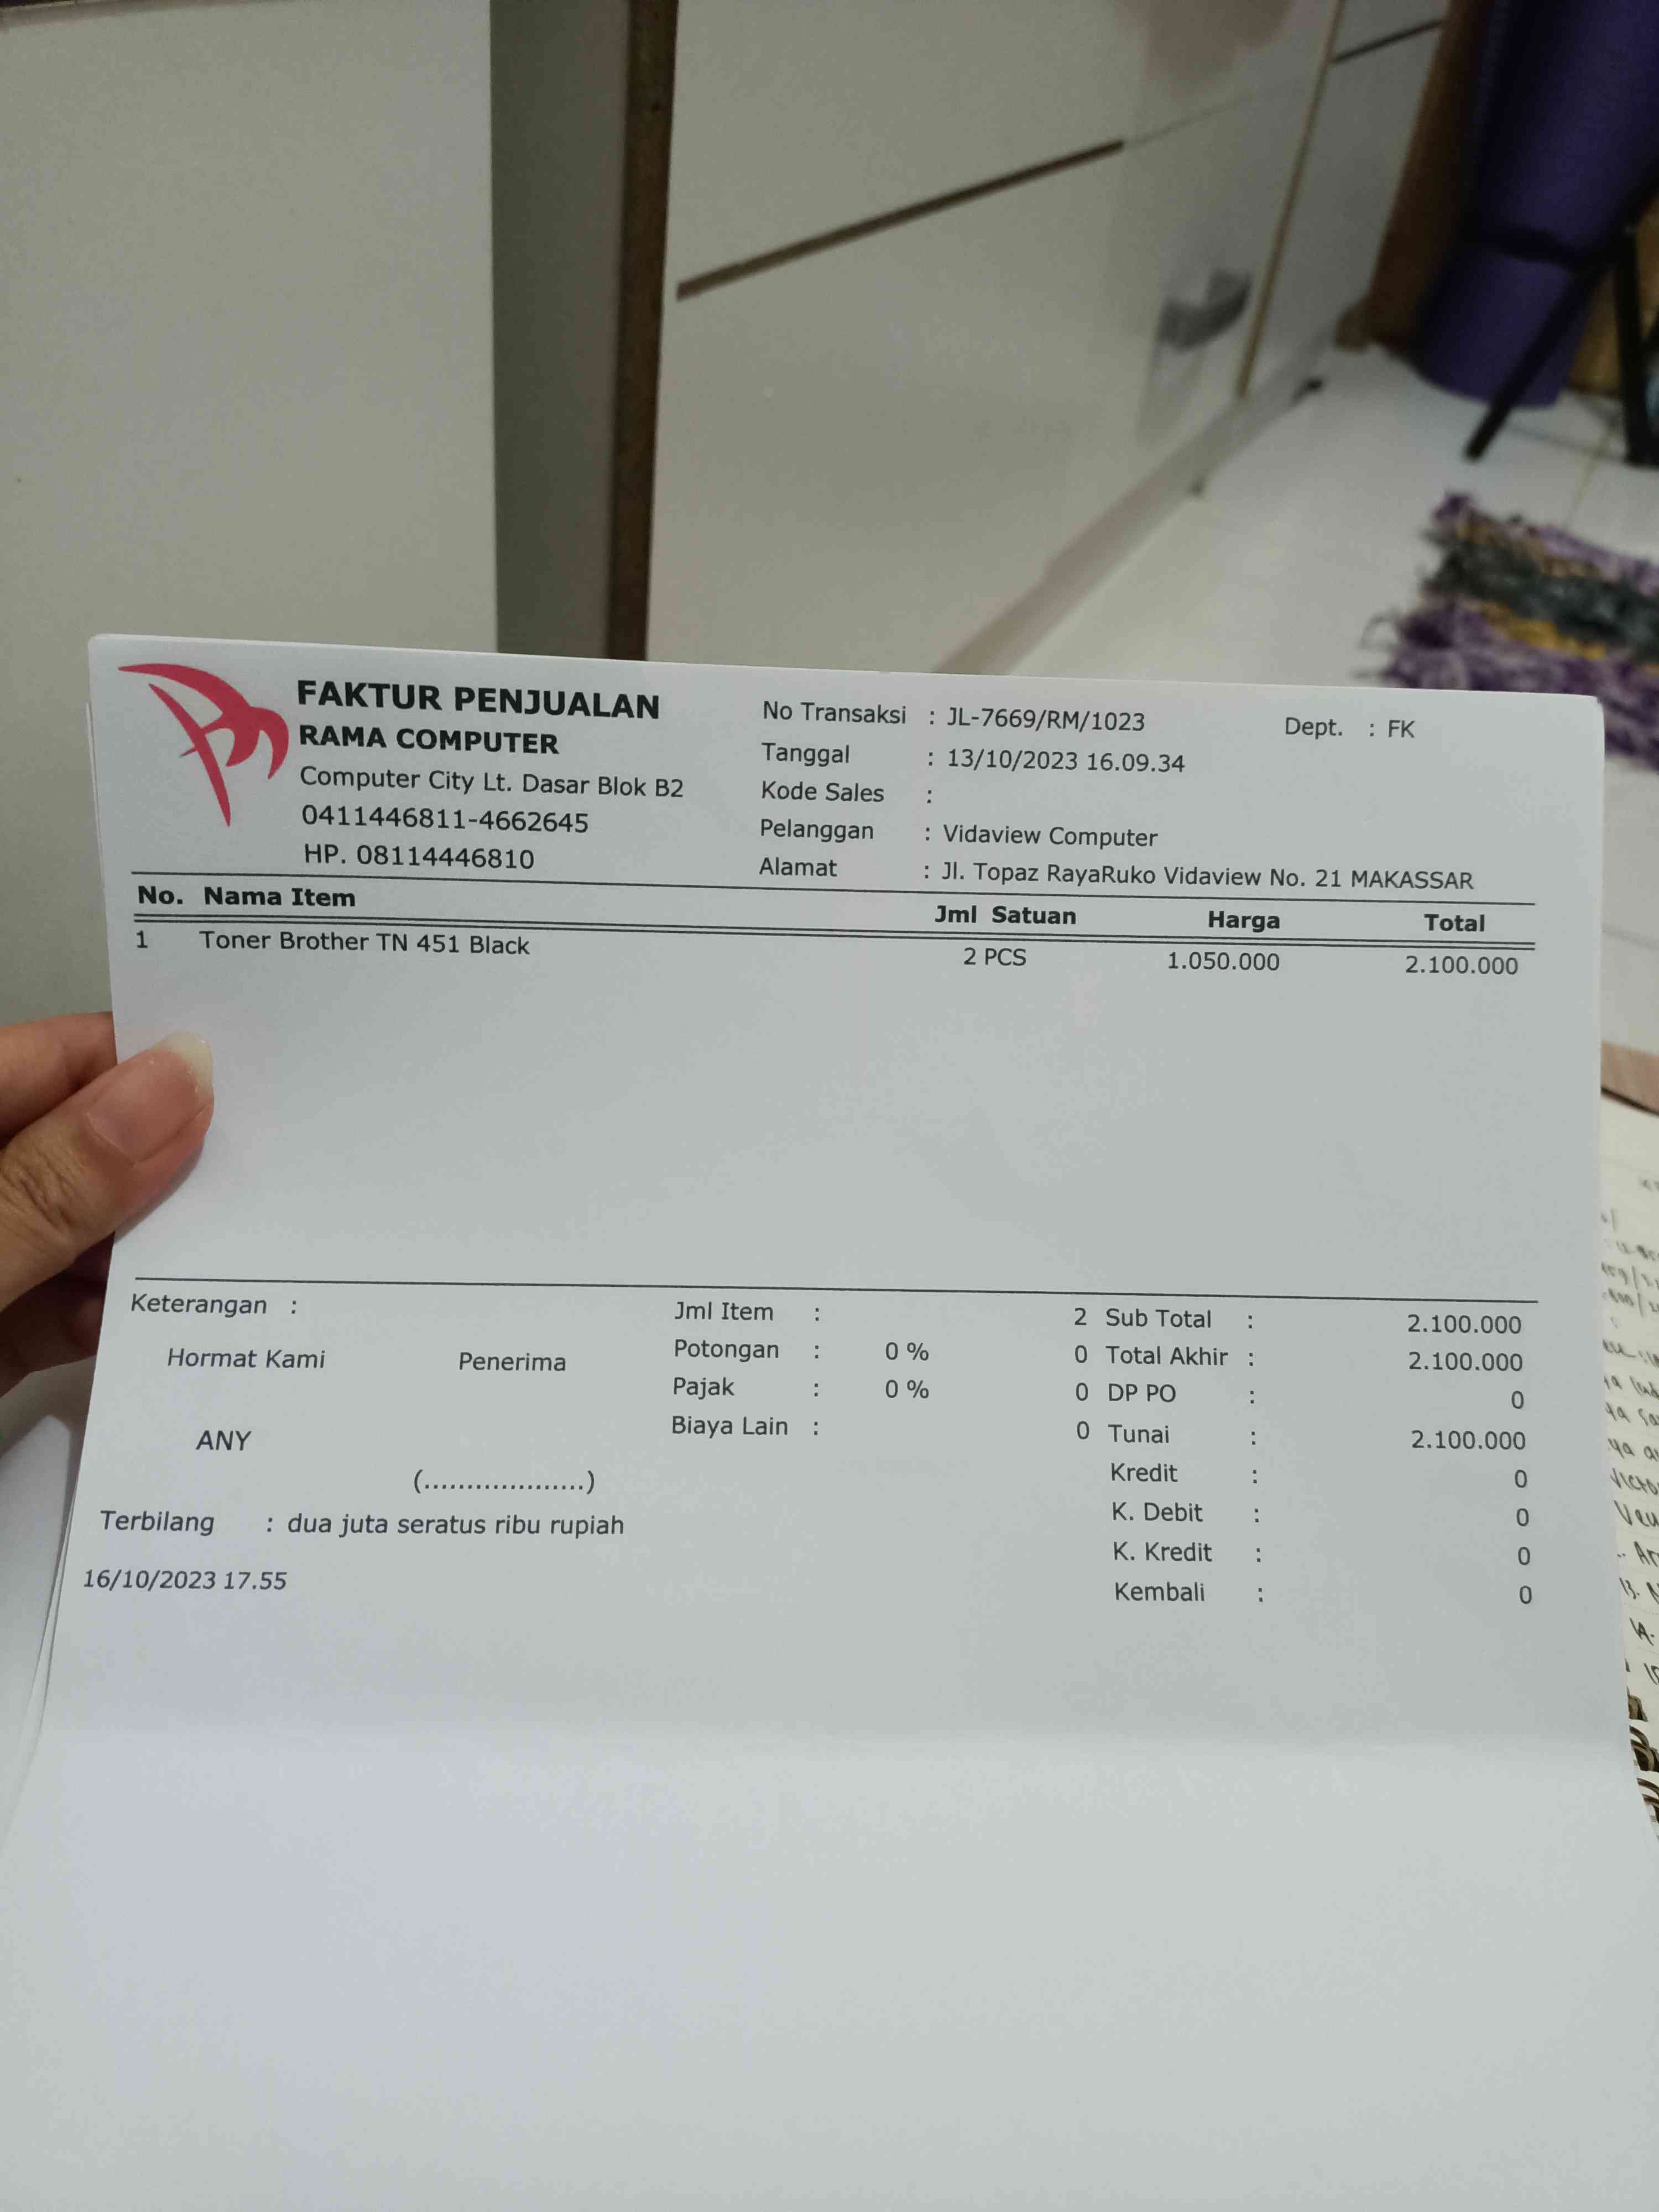 FAKTUR PENJUALAN
RAMA COMPUTER
Computer City Lt. Dasar Blok B2
0411446811-4662645
HP. 08114446810
No Transaksi : JL-7669/RM/1023 Dept. : FK
Tanggal : 13/10/2023 16.09.34
Kode Sales :
Pelanggan : Vidaview Computer
Alamat : Jl. Topaz RayaRuko Vidaview No. 21 MAKASSAR
No. Nama Item Jml Satuan Harga Total
1 Toner Brother TN 451 Black 2 PCS 1.050.000 2.100.000
Keterangan :
Hormat Kami Penerima
ANY
(...................)
Terbilang : dua juta seratus ribu rupiah
16/10/2023 17.55
Jml Item : 2
Potongan : 0 % 0
Pajak : 0 % 0
Biaya Lain : 0
Sub Total : 2.100.000
Total Akhir : 2.100.000
DP PO : 0
Tunai : 2.100.000
Kredit : 0
K. Debit : 0
K. Kredit : 0
Kembali : 0